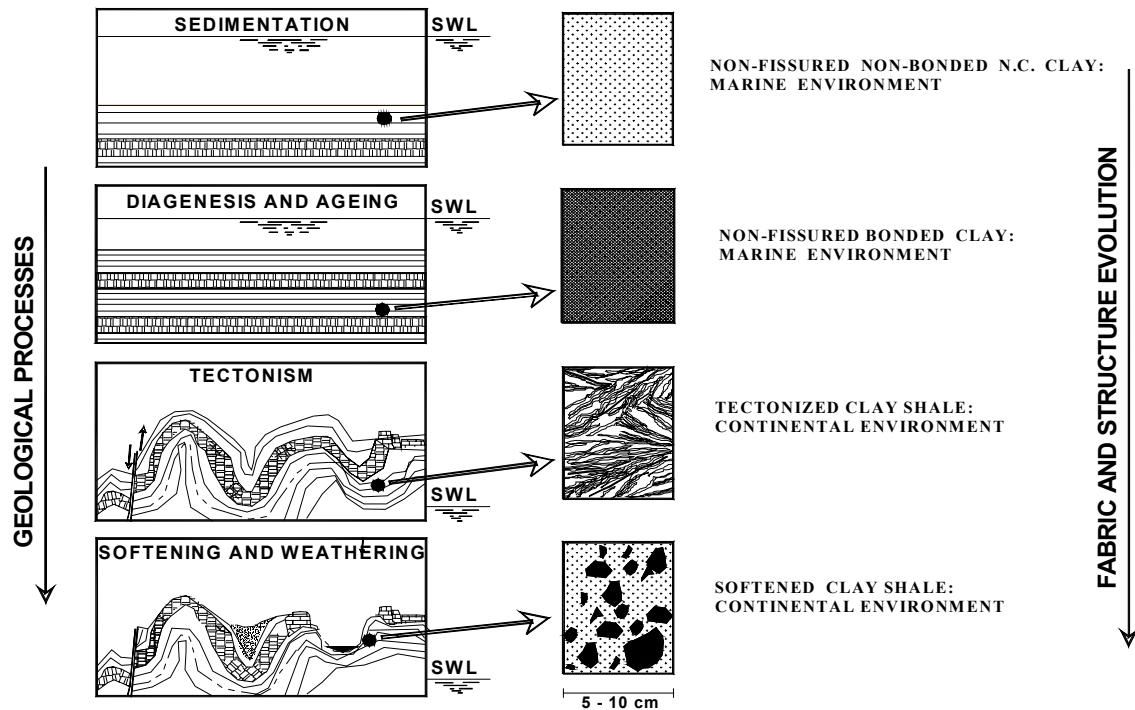 SEDIMENTATION
SWL
NON-FISSURED NON-BONDED N.C. CLAY:
MARINE ENVIRONMENT
DIAGENESIS AND AGEING
SWL
NON-FISSURED BONDED CLAY:
MARINE ENVIRONMENT
GEOLOGICAL PROCESSES
FABRIC AND STRUCTURE EVOLUTION
TECTONISM
SWL
TECTONIZED CLAY SHALE:
CONTINENTAL ENVIRONMENT
SOFTENING AND WEATHERING
SWL
SOFTENED CLAY SHALE:
CONTINENTAL ENVIRONMENT
5 - 10 cm